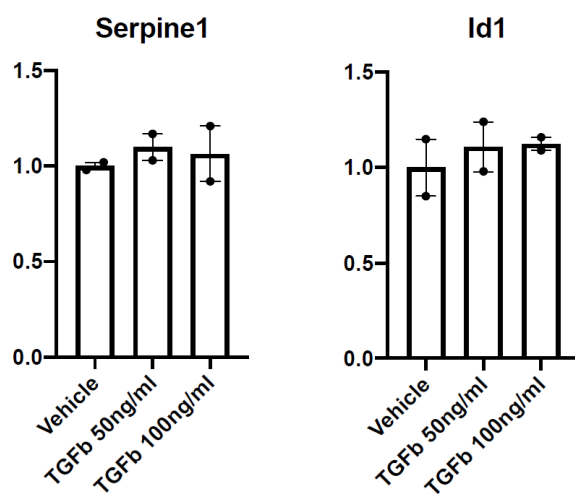 Serpine1
1.5
1.0
0.5
0.0
Vehicle
TGFb 50ng/ml
TGFb 100ng/ml
Id1
1.5
1.0
0.5
0.0
Vehicle
TGFb 50ng/ml
TGFb 100ng/ml